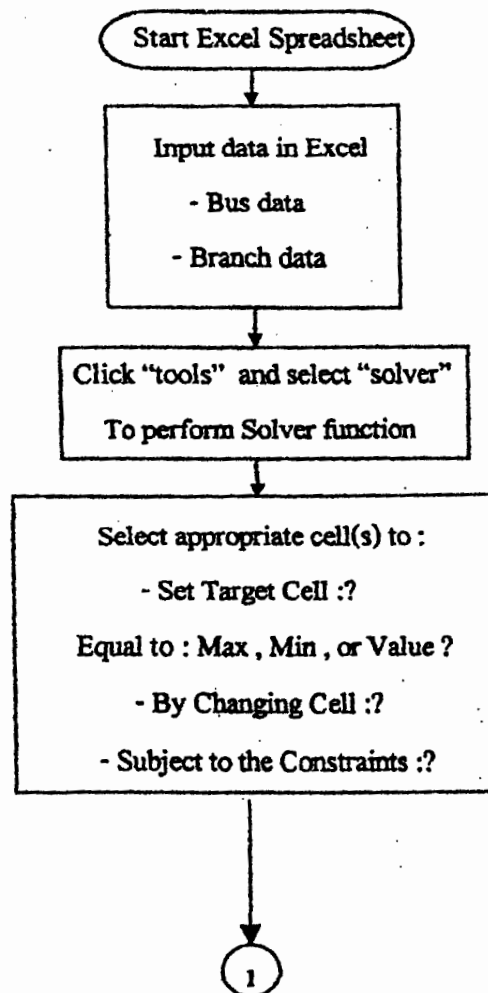 Start Excel Spreadsheet
Input data in Excel
- Bus data
- Branch data
Click "tools" and select "solver"
To perform Solver function
Select appropriate cell(s) to :
- Set Target Cell :?
Equal to : Max , Min , or Value ?
- By Changing Cell :?
- Subject to the Constraints :?
1